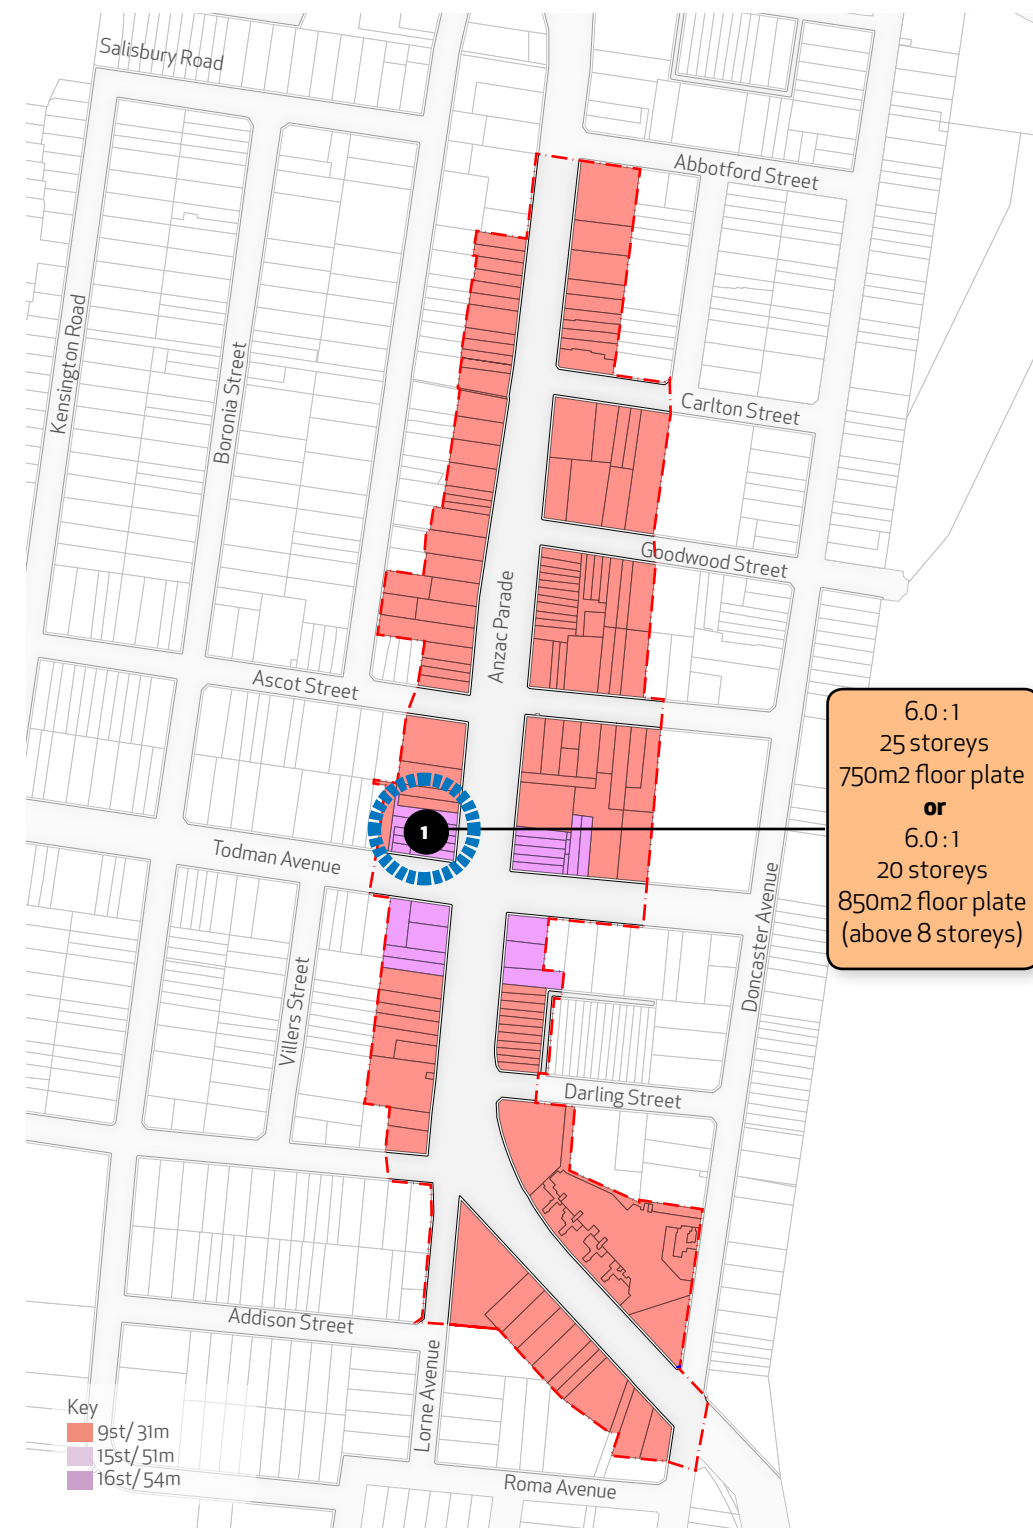 Salisbury Road
Abbotford Street
Kensington Road
Boronia Street
Carlton Street
Goodwood Street
Anzac Parade
Ascot Street
6.0 : 1
25 storeys
750m2 floor plate
or
6.0 : 1
20 storeys
850m2 floor plate
(above 8 storeys)
1
Todman Avenue
Doncaster Avenue
Villers Street
Darling Street
Addison Street
Lorne Avenue
Key
9st/31m
15st/51m
16st/54m
Roma Avenue